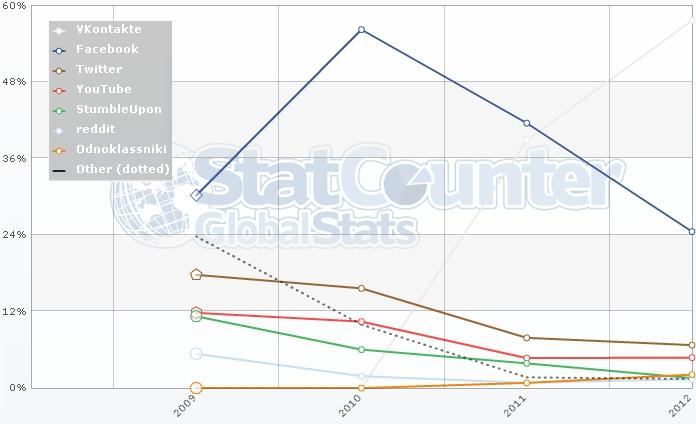 60%
VKontakte
Facebook
Twitter
YouTube
StumbleUpon
reddit
Odnoklassniki
Other (dotted)
48%
36%
24%
12%
0%
StatCounter
GlobalStats
2009
2010
2011
2012